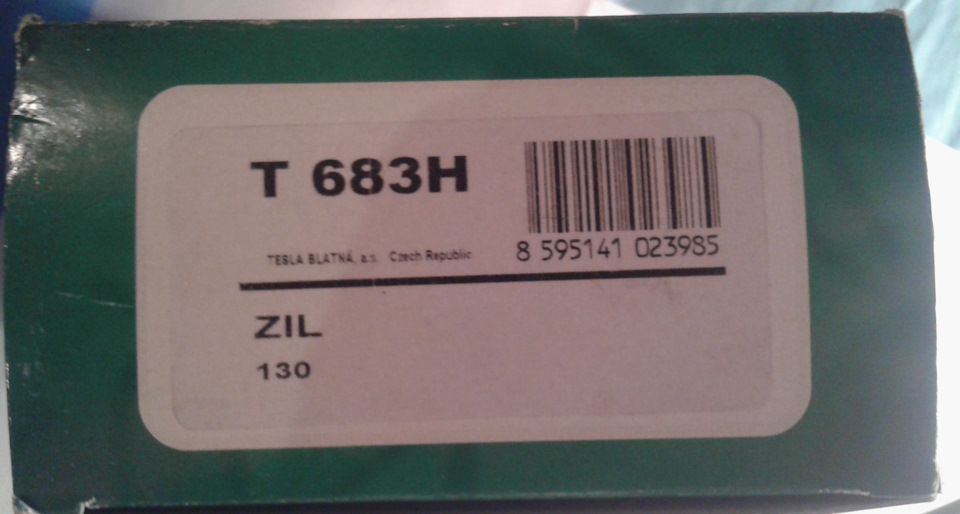 T 683H
8 595141 023985
TESLA BLATNÁ, a.s. Czech Republic
ZIL
130